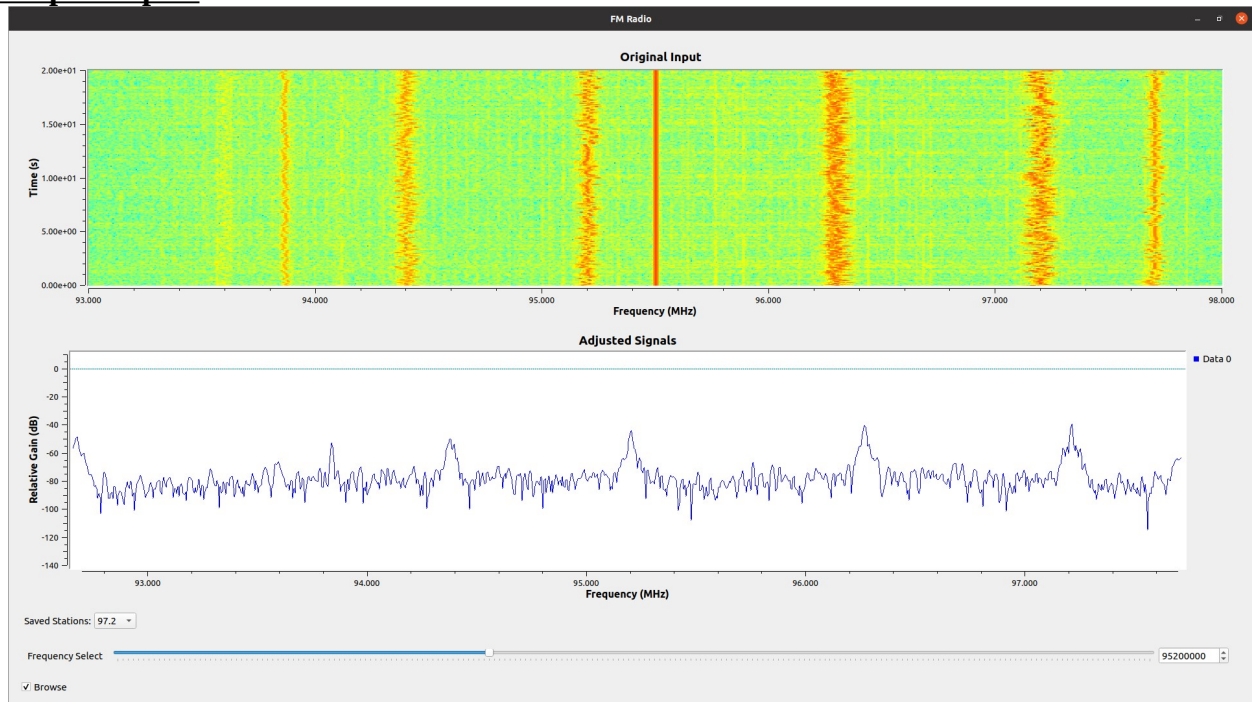 FM Radio
Original Input
2.00e+01
1.50e+01
1.00e+01
5.00e+00
0.00e+00
Time (s)
93.000 94.000 95.000 96.000 97.000 98.000
Frequency (MHz)
Adjusted Signals
Data 0
0
-20
-40
-60
-80
-100
-120
-140
Relative Gain (dB)
93.000 94.000 95.000 96.000 97.000
Frequency (MHz)
Saved Stations: 97.2
Frequency Select 95200000
Browse